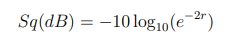 Sq(dB) = −10 log₁₀(e⁻²ʳ)